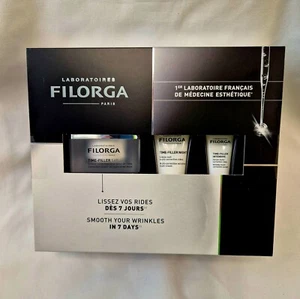 LABORATOIRES
FILORGA
PARIS
1ER LABORATOIRE FRANÇAIS
DE MÉDECINE ESTHÉTIQUE
FILORGA
TIME-FILLER
FILORGA
TIME-FILLER NIGHT
FILORGA
LISSEZ VOS RIDES
DÈS 7 JOURS
SMOOTH YOUR WRINKLES
IN 7 DAYS